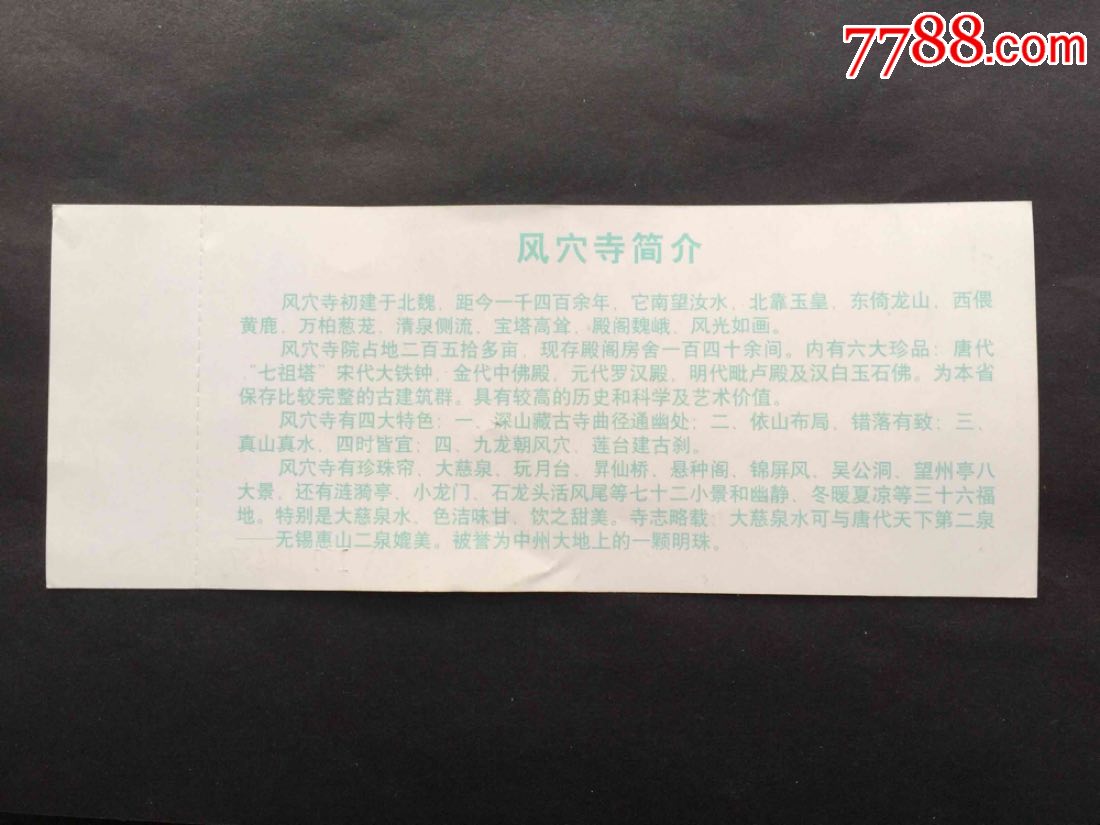 7788.com
风穴寺简介
风穴寺初建于北魏，距今一千四百余年，它南望汝水，北靠玉皇、东倚龙山、西偎
黄鹿，万柏葱茏，清泉侧流，宝塔高耸，殿阁魏峨、风光如画。
风穴寺院占地二百五拾多亩，现存殿阁房舍一百四十余间。内有六大珍品：唐代
“七祖塔”宋代大铁钟，金代中佛殿，元代罗汉殿，明代毗卢殿及汉白玉石佛。为本省
保存比较完整的古建筑群。具有较高的历史和科学及艺术价值。
风穴寺有四大特色：一、深山藏古寺曲径通幽处；二、依山布局，错落有致；三、
真山真水，四时皆宜；四、九龙朝风穴、莲台建古刹。
风穴寺有珍珠帘、大慈泉、玩月台、昇仙桥、悬种阁、锦屏风、吴公洞、望州亭八
大景，还有涟漪亭、小龙门、石龙头活风尾等七十二小景和幽静、冬暖夏凉等三十六福
地。特别是大慈泉水、色洁味甘、饮之甜美。寺志略载：大慈泉水可与唐代天下第二泉
——无锡惠山二泉媲美。被誉为中州大地上的一颗明珠。